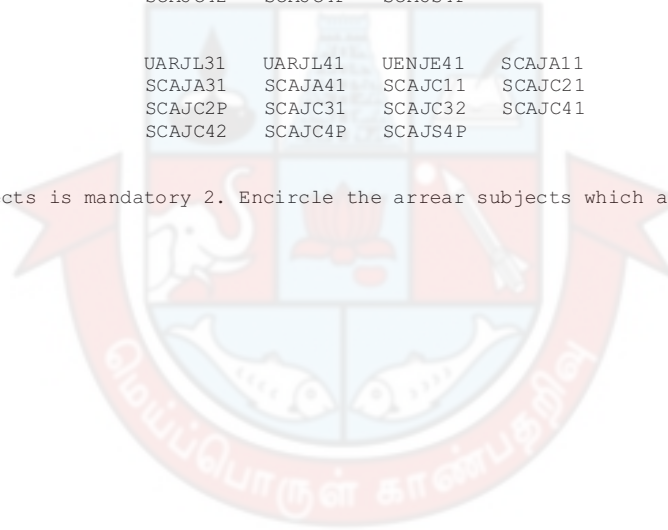 UARJL31 UARJL41 UENJE41 SCAJA11
SCAJA31 SCAJA41 SCAJC11 SCAJC21
SCAJC2P SCAJC31 SCAJC32 SCAJC41
SCAJC42 SCAJC4P SCAJS4P
cts is mandatory 2. Encircle the arrear subjects which a
மெய்ப்பொருள் காண்பதறிவு